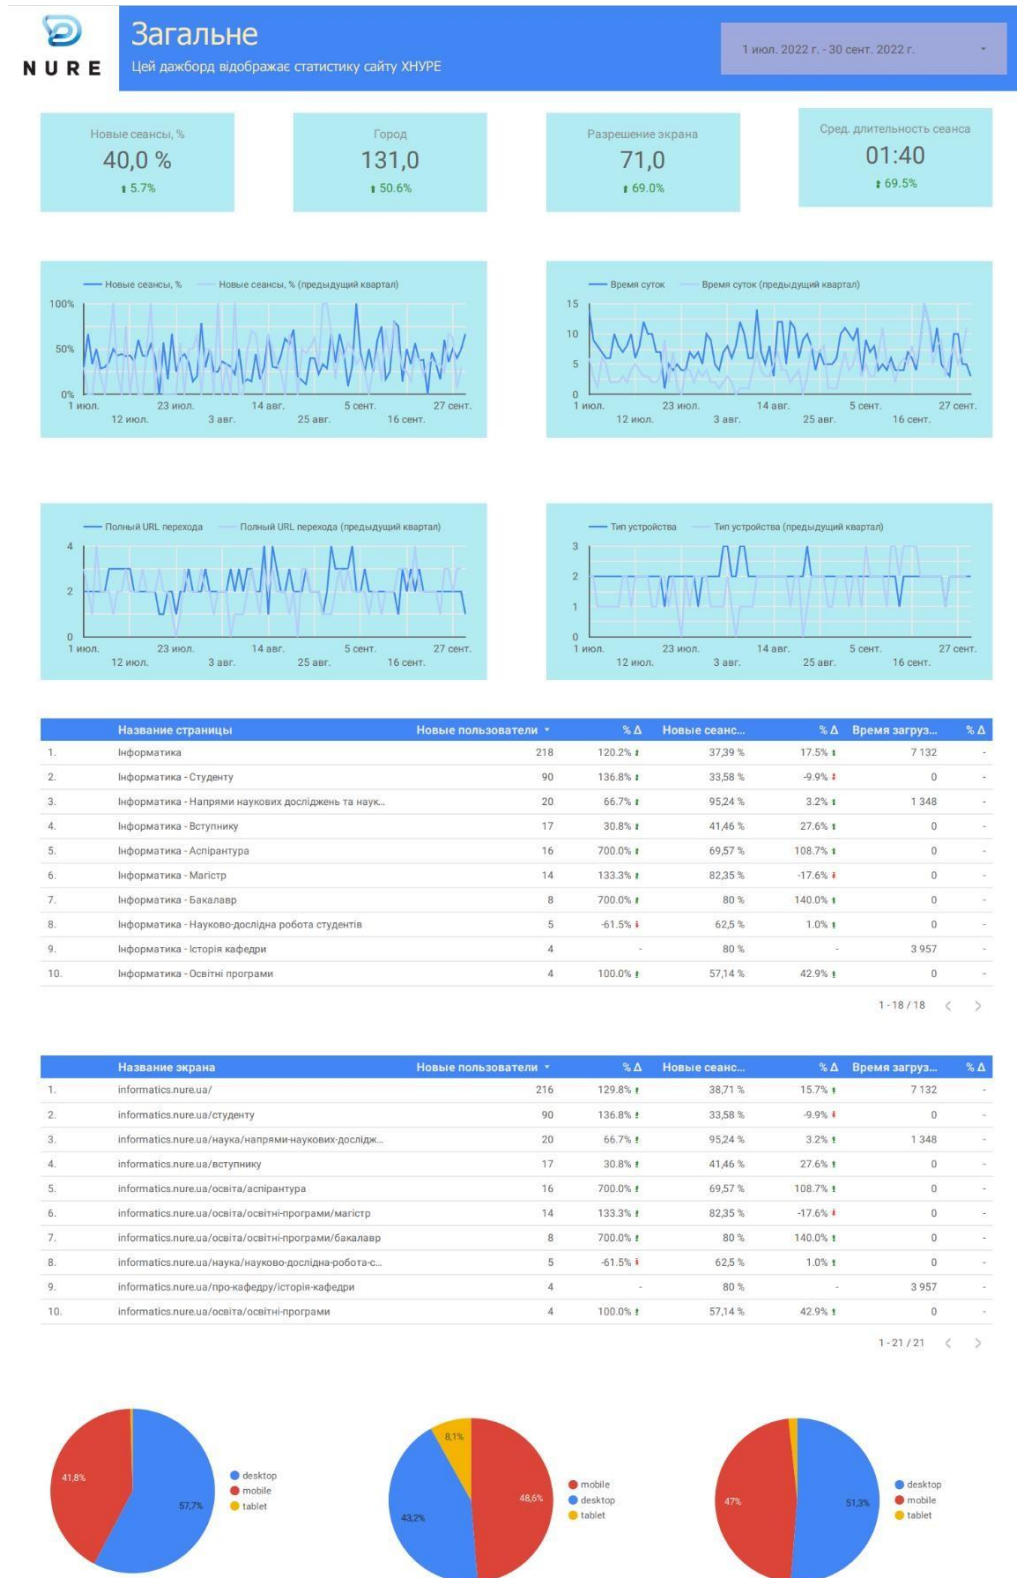 NURE
Загальне
Цей дажборд відображає статистику сайту ХНУРЕ
1 июл. 2022 г. - 30 сент. 2022 г.
Новые сеансы, %
40,0 %
5.7%
Город
131,0
50.6%
Разрешение экрана
71,0
69.0%
Сред. длительность сеанса
01:40
69.5%
Новые сеансы, % Новые сеансы, % (предыдущий квартал)
100%
50%
0%
1 июл. 23 июл. 14 авг. 5 сент. 27 сент.
12 июл. 3 авг. 25 авг. 16 сент.
Время суток Время суток (предыдущий квартал)
15
10
5
0
1 июл. 23 июл. 14 авг. 5 сент. 27 сент.
12 июл. 3 авг. 25 авг. 16 сент.
Полный URL перехода Полный URL перехода (предыдущий квартал)
4
2
0
1 июл. 23 июл. 14 авг. 5 сент. 27 сент.
12 июл. 3 авг. 25 авг. 16 сент.
Тип устройства Тип устройства (предыдущий квартал)
3
2
1
0
1 июл. 23 июл. 14 авг. 5 сент. 27 сент.
12 июл. 3 авг. 25 авг. 16 сент.
Название страницы Новые пользователи % Δ Новые сеанс... % Δ Время загруз... % Δ
1. Інформатика 218 120.2% 37,39 % 17.5% 7 132 -
2. Інформатика - Студенту 90 136.8% 33,58 % -9.9% 0 -
3. Інформатика - Напрями наукових досліджень та наук... 20 66.7% 95,24 % 3.2% 1 348 -
4. Інформатика - Вступнику 17 30.8% 41,46 % 27.6% 0 -
5. Інформатика - Аспірантура 16 700.0% 69,57 % 108.7% 0 -
6. Інформатика - Магістр 14 133.3% 82,35 % -17.6% 0 -
7. Інформатика - Бакалавр 8 700.0% 80 % 140.0% 0 -
8. Інформатика - Науково-дослідна робота студентів 5 -61.5% 62,5 % 1.0% 0 -
9. Інформатика - Історія кафедри 4 - 80 % - 3 957 -
10. Інформатика - Освітні програми 4 100.0% 57,14 % 42.9% 0 -
1 - 18 / 18 < >
Название экрана Новые пользователи % Δ Новые сеанс... % Δ Время загруз... % Δ
1. informatics.nure.ua/ 216 129.8% 38,71 % 15.7% 7 132 -
2. informatics.nure.ua/студенту 90 136.8% 33,58 % -9.9% 0 -
3. informatics.nure.ua/наука/напрями-наукових-дослідж... 20 66.7% 95,24 % 3.2% 1 348 -
4. informatics.nure.ua/вступнику 17 30.8% 41,46 % 27.6% 0 -
5. informatics.nure.ua/освіта/аспірантура 16 700.0% 69,57 % 108.7% 0 -
6. informatics.nure.ua/освіта/освітні-програми/магістр 14 133.3% 82,35 % -17.6% 0 -
7. informatics.nure.ua/освіта/освітні-програми/бакалавр 8 700.0% 80 % 140.0% 0 -
8. informatics.nure.ua/наука/науково-дослідна-робота-с... 5 -61.5% 62,5 % 1.0% 0 -
9. informatics.nure.ua/про-кафедру/історія-кафедри 4 - 80 % - 3 957 -
10. informatics.nure.ua/освіта/освітні-програми 4 100.0% 57,14 % 42.9% 0 -
1 - 21 / 21 < >
41,8%
57,7%
desktop
mobile
tablet
8,1%
48,6%
43,2%
mobile
desktop
tablet
47%
51,3%
desktop
mobile
tablet